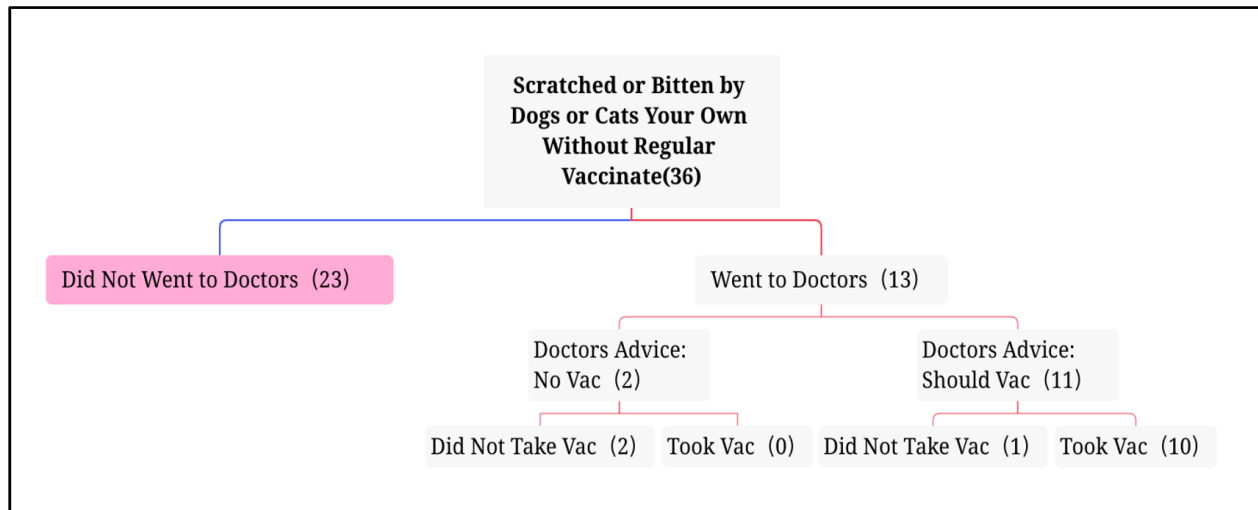 Scratched or Bitten by
Dogs or Cats Your Own
Without Regular
Vaccinate(36)
Did Not Went to Doctors (23)
Went to Doctors (13)
Doctors Advice:
No Vac (2)
Doctors Advice:
Should Vac (11)
Did Not Take Vac (2)
Took Vac (0)
Did Not Take Vac (1)
Took Vac (10)